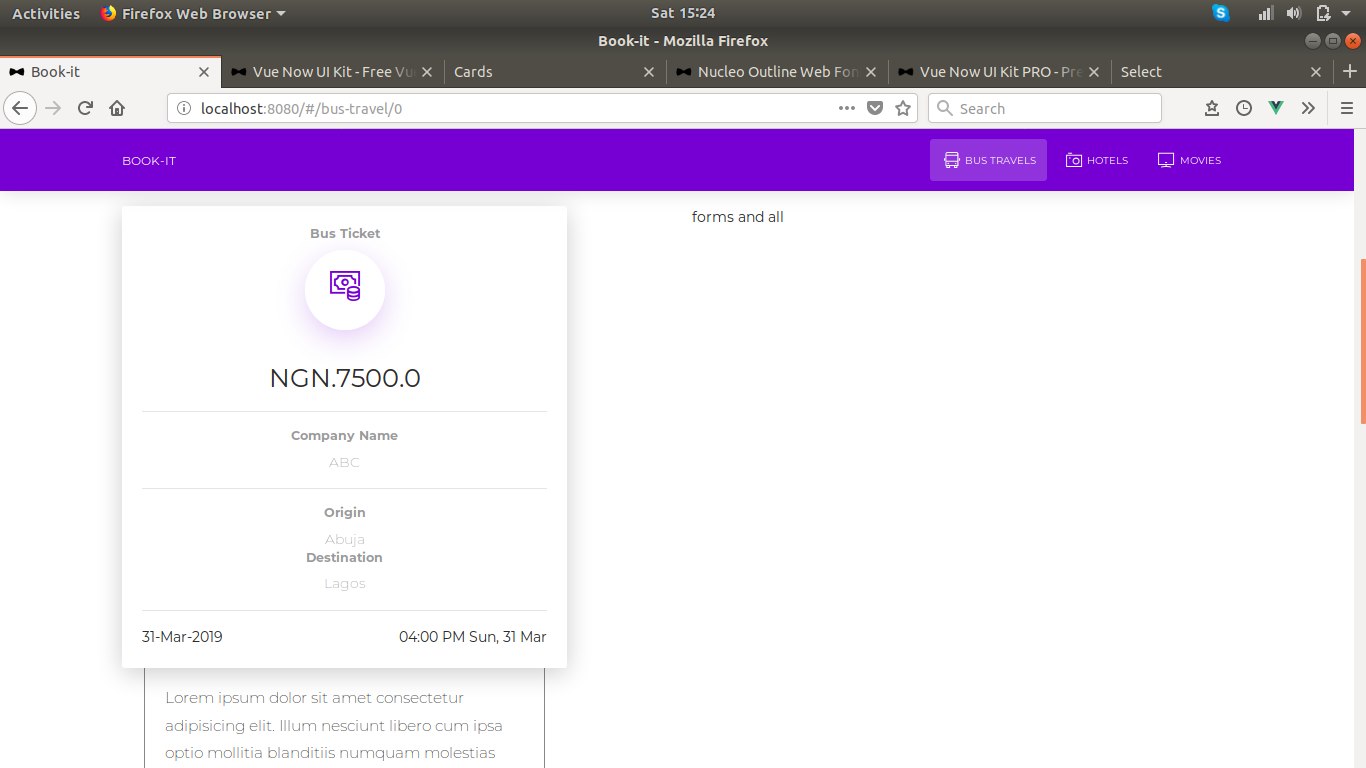 Activities Firefox Web Browser Sat 15:24
Book-it - Mozilla Firefox
Book-it Vue Now UI Kit - Free Vu Cards Nucleo Outline Web Fon Vue Now UI Kit PRO - Pre Select
localhost:8080/#/bus-travel/0 Search
BOOK-IT BUS TRAVELS HOTELS MOVIES
forms and all
Bus Ticket
NGN.7500.0
Company Name
ABC
Origin
Abuja
Destination
Lagos
31-Mar-2019 04:00 PM Sun, 31 Mar
Lorem ipsum dolor sit amet consectetur
adipisicing elit. Illum nesciunt libero cum ipsa
optio mollitia blanditiis numquam molestias